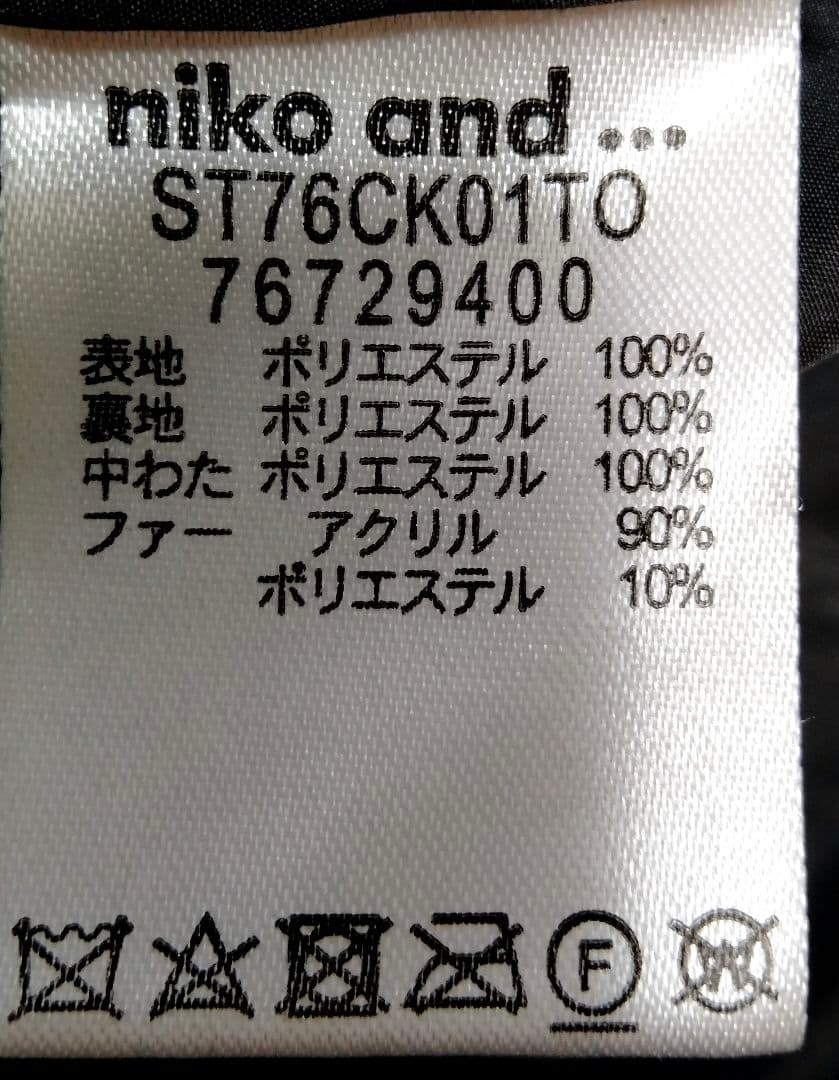 niko and ...
ST76CK01TO
76729400
表地 ポリエステル 100%
裏地 ポリエステル 100%
中わた ポリエステル 100%
ファー アクリル 90%
ポリエステル 10%
F W